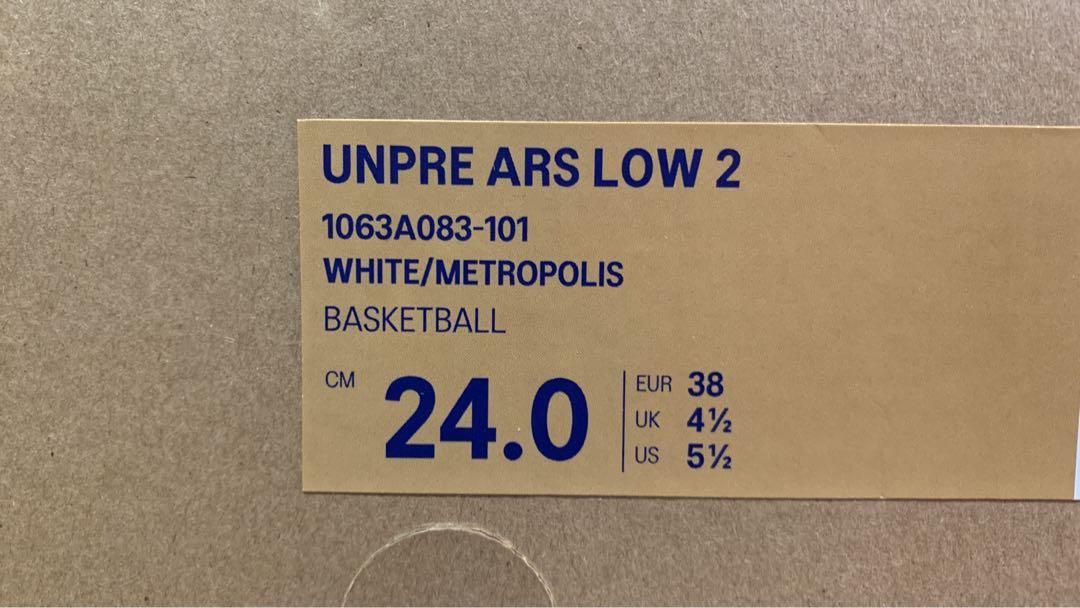 UNPRE ARS LOW 2
1063A083-101
WHITE/METROPOLIS
BASKETBALL
CM 24.0
EUR 38
UK 4½
US 5½